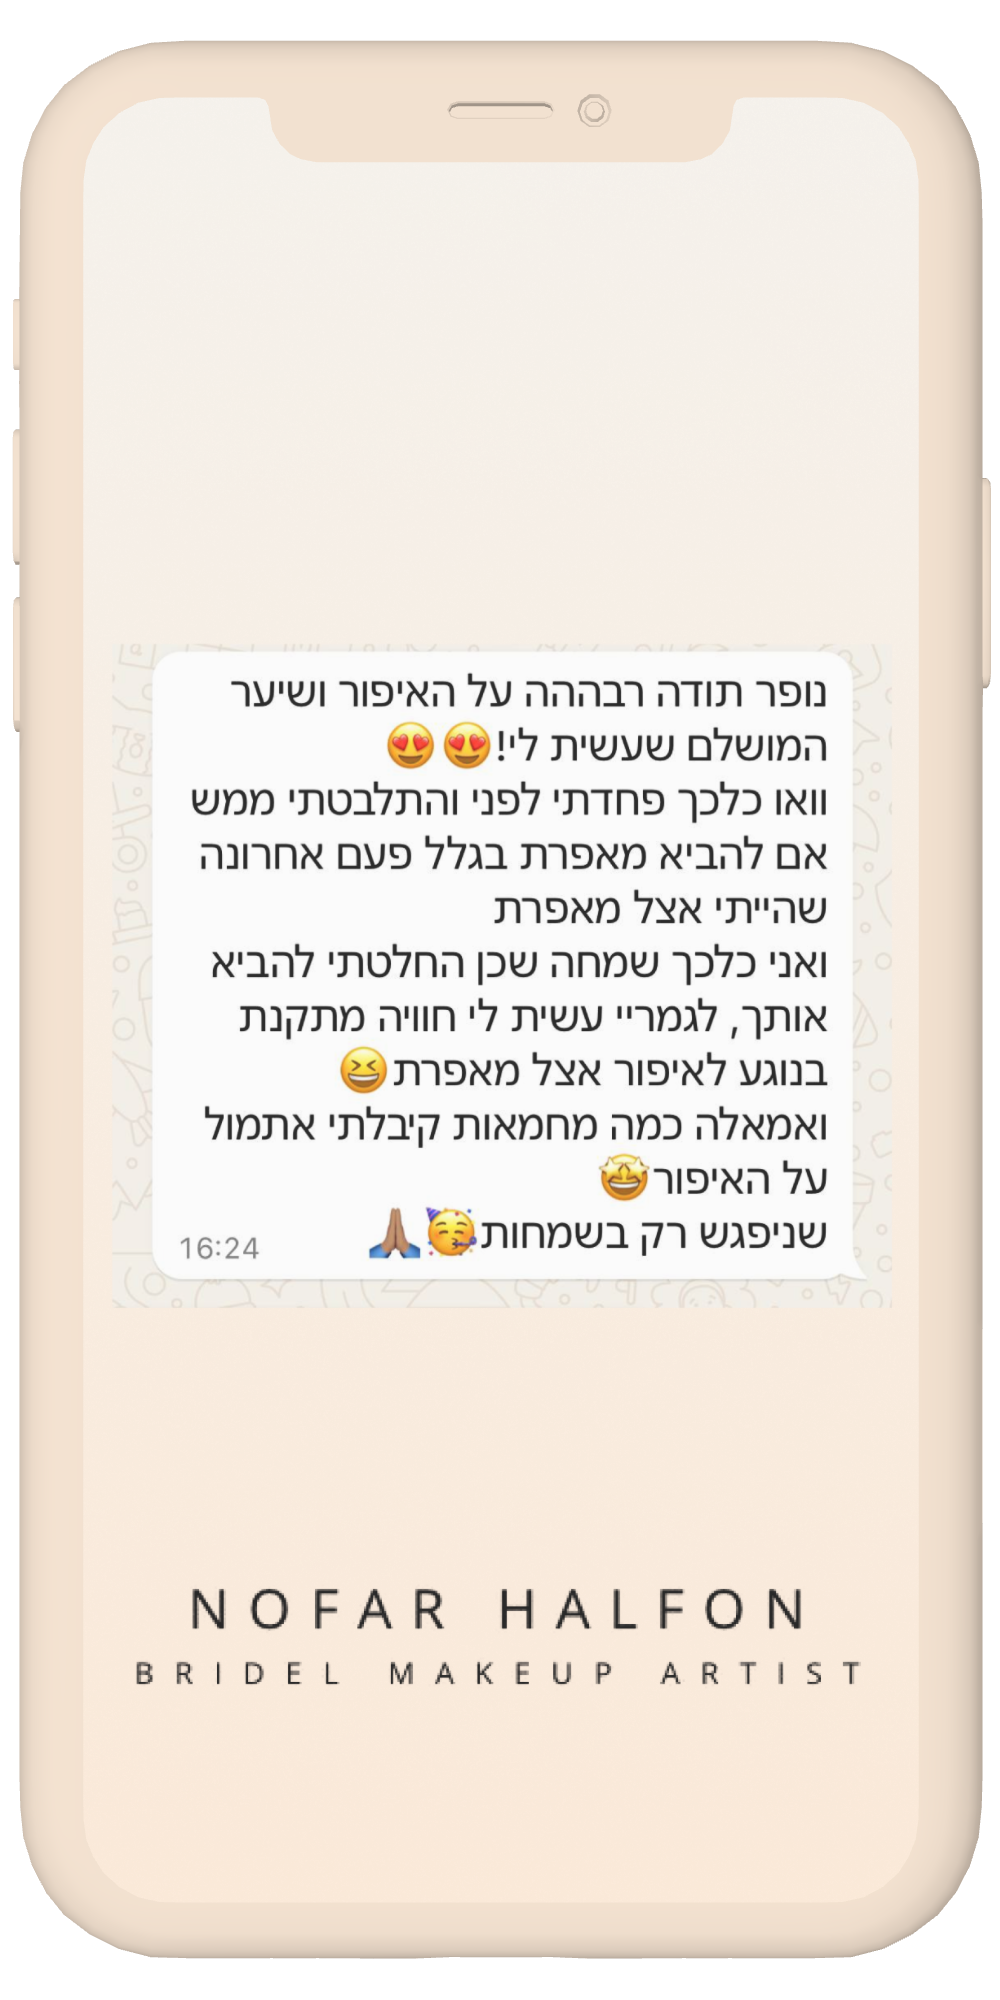 נופר תודה רבההה על האיפור ושיער
המושלם שעשית לי!😍😍
וואו כלכך פחדתי לפני והתלבטתי ממש
אם להביא מאפרת בגלל פעם אחרונה
שהייתי אצל מאפרת
ואני כלכך שמחה שכן החלטתי להביא
אותך, לגמריי עשית לי חוויה מתקנת
בנוגע לאיפור אצל מאפרת😆
ואמאלה כמה מחמאות קיבלתי אתמול
על האיפור🤩
שניפגש רק בשמחות🥳🙏🏽
16:24
NOFAR HALFON
BRIDEL MAKEUP ARTIST